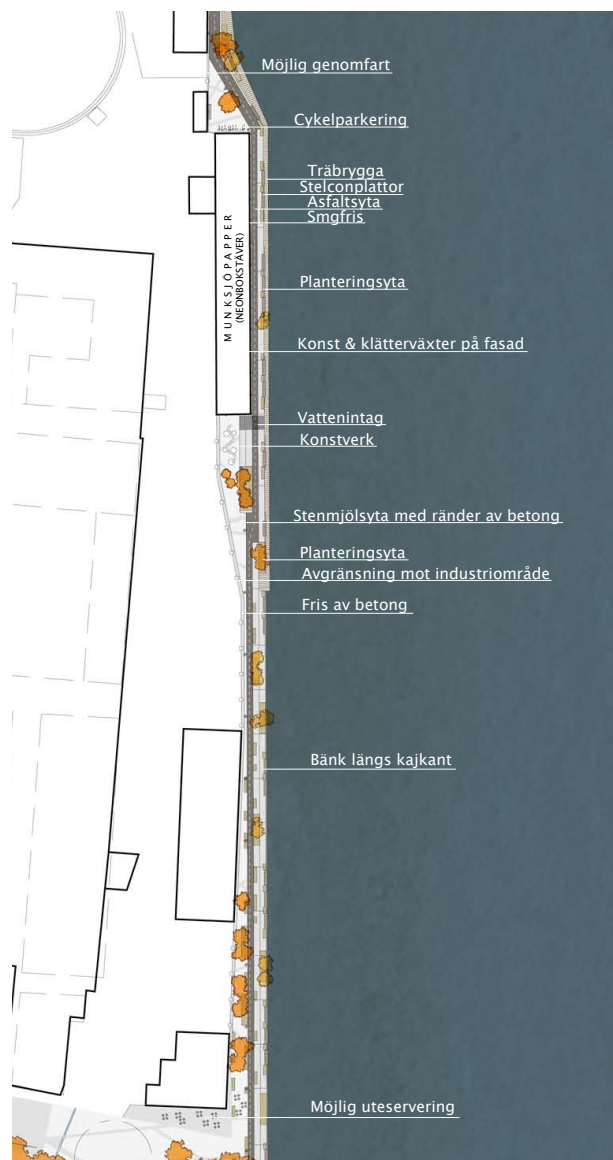 Möjlig genomfart
Cykelparkering
Träbrygga
Stelconplattor
Asfaltsyta
Smgfris
MUNKSJÖPAPPER
(NEONBOKSTÄVER)
Planteringsyta
Konst & klätterväxter på fasad
Vattenintag
Konstverk
Stenmjölsyta med ränder av betong
Planteringsyta
Avgränsning mot industriområde
Fris av betong
Bänk längs kajkant
Möjlig uteservering